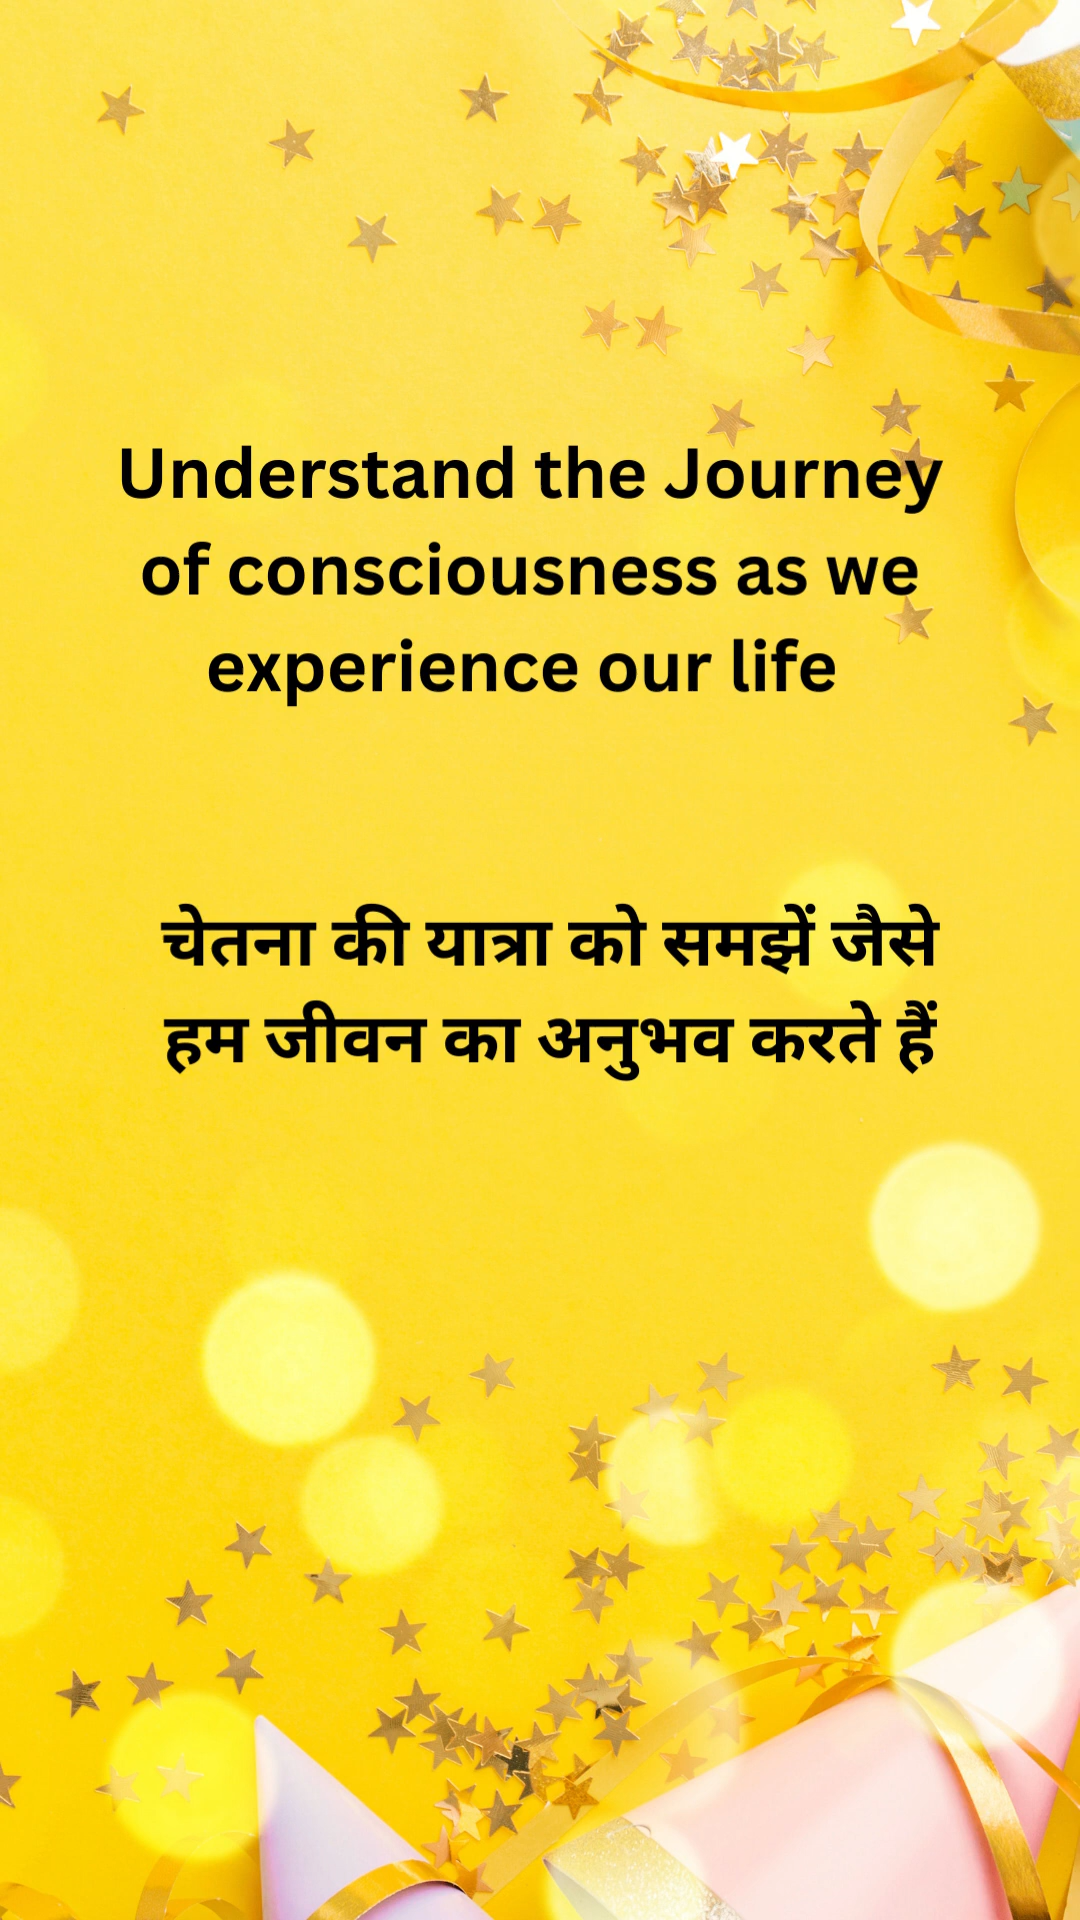 Understand the Journey
of consciousness as we
experience our life
चेतना की यात्रा को समझें जैसे
हम जीवन का अनुभव करते हैं